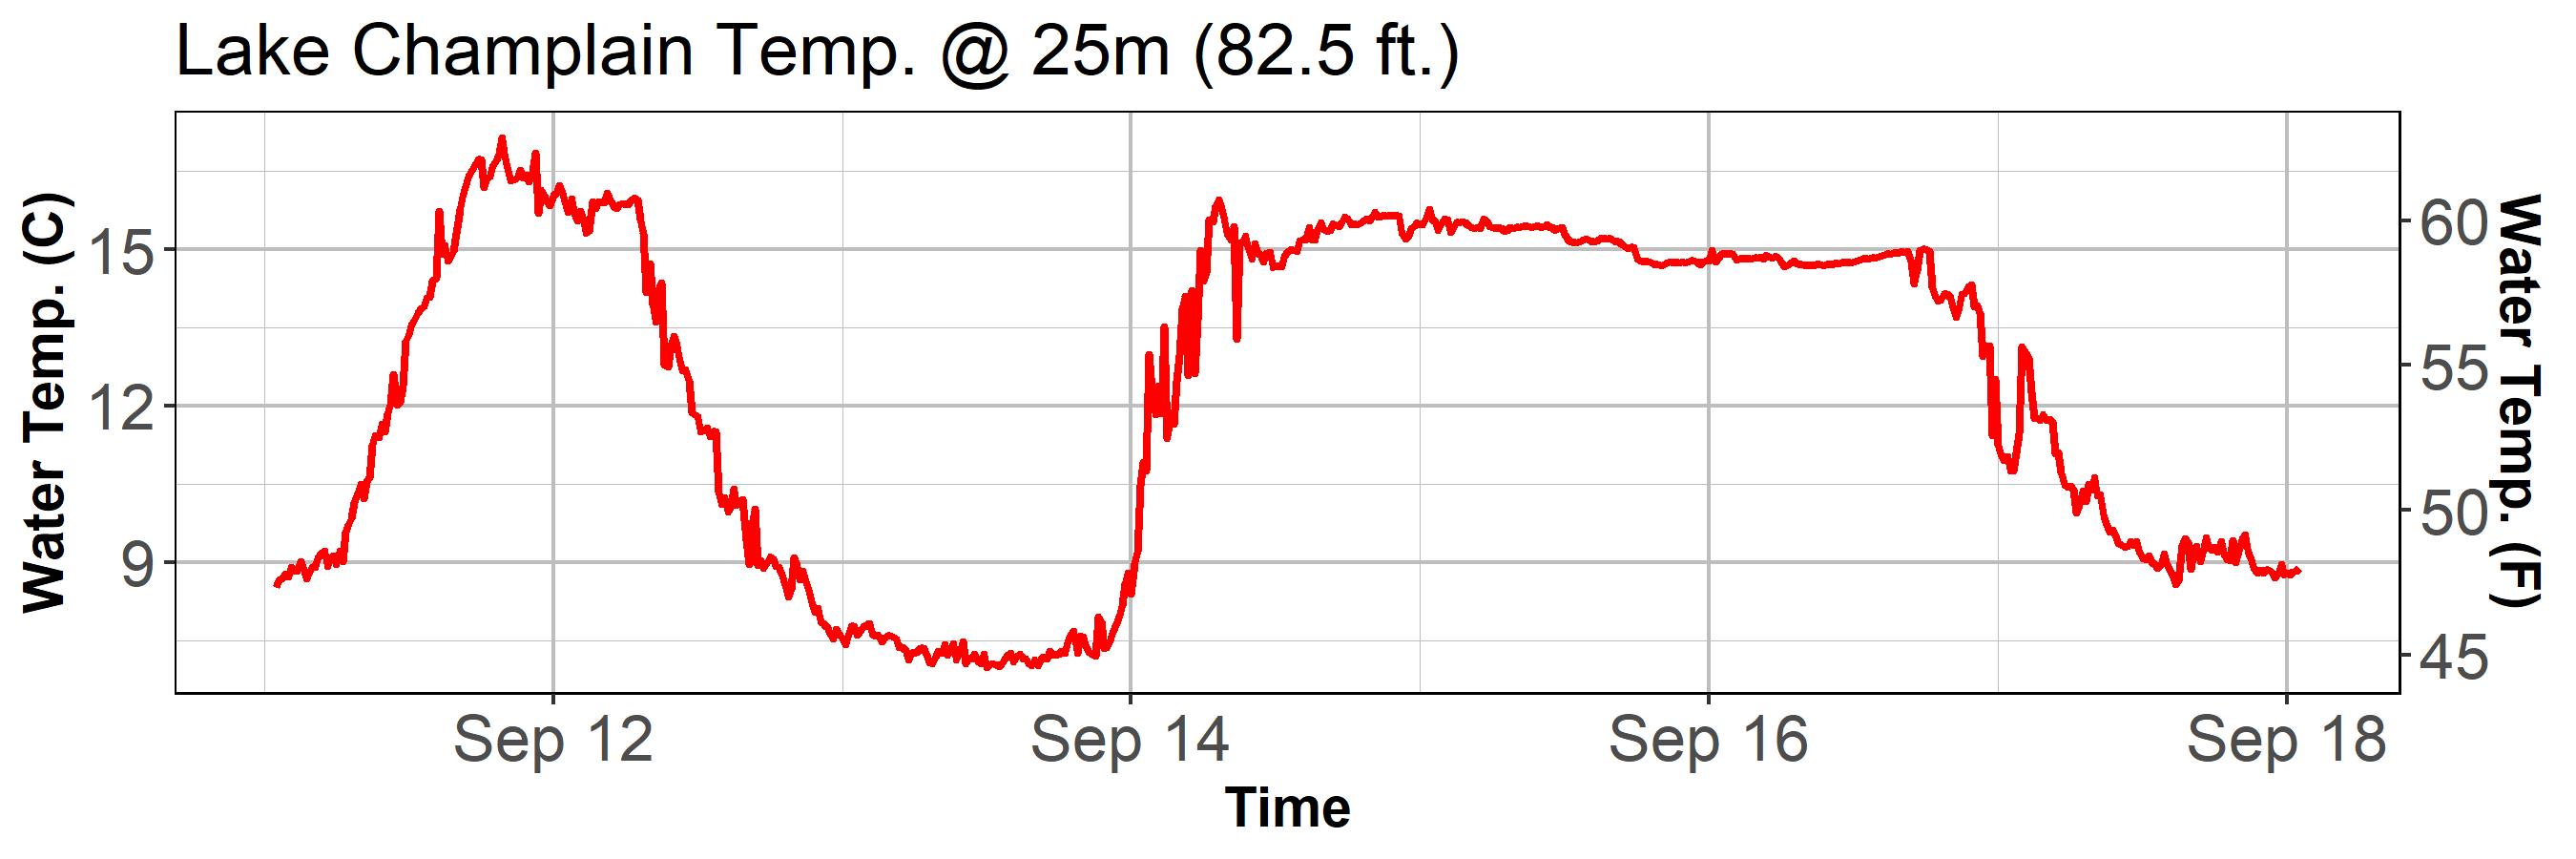 Lake Champlain Temp. @ 25m (82.5 ft.)
Water Temp. (C)
15
12
9
60
55
50
45
Water Temp. (F)
Sep 12
Sep 14
Sep 16
Sep 18
Time